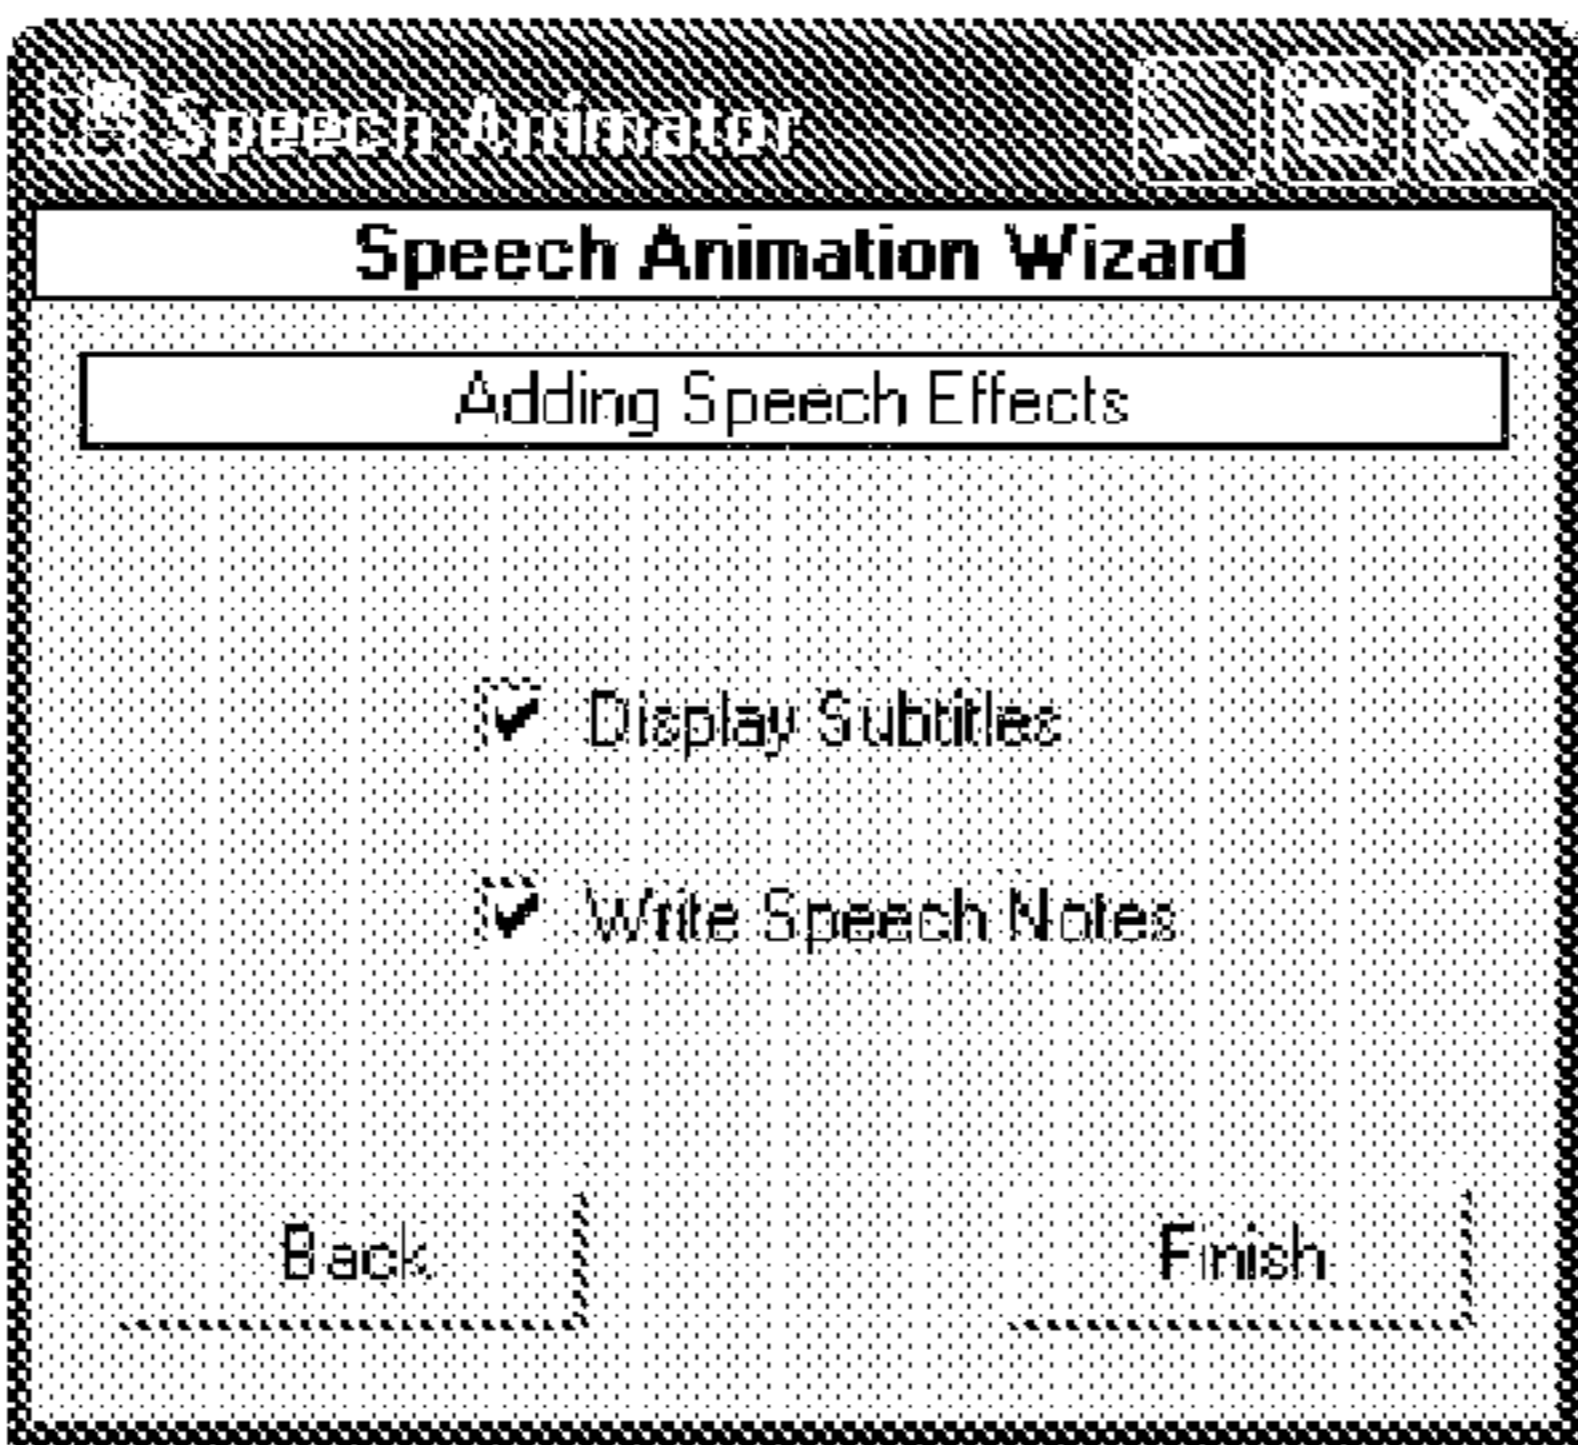 Speech Animator
Speech Animation Wizard
Adding Speech Effects
Display Subtitles
Write Speech Notes
Back Finish